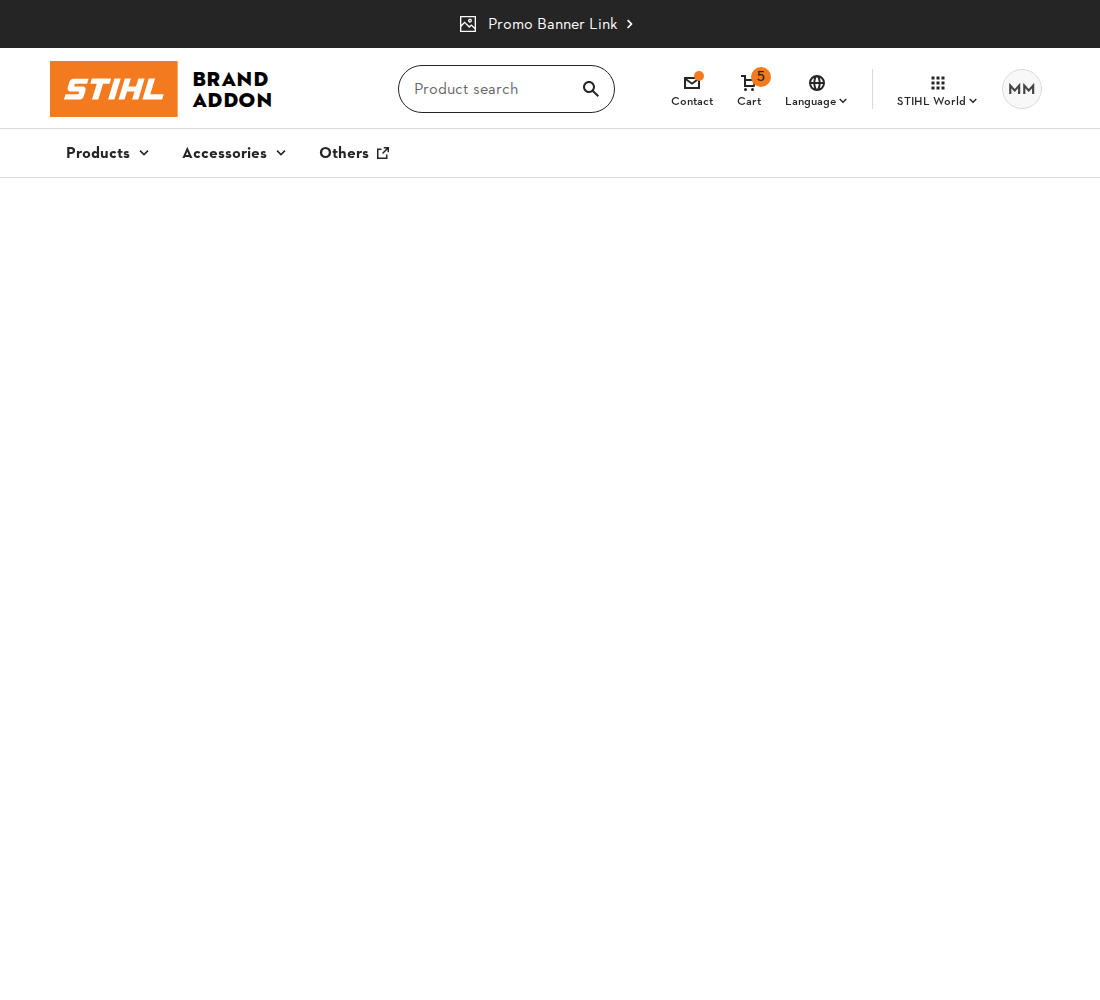 Promo Banner Link
STIHL
BRAND
ADDON
Product search
Contact
5
Cart
Language
STIHL World
MM
Products
Accessories
Others